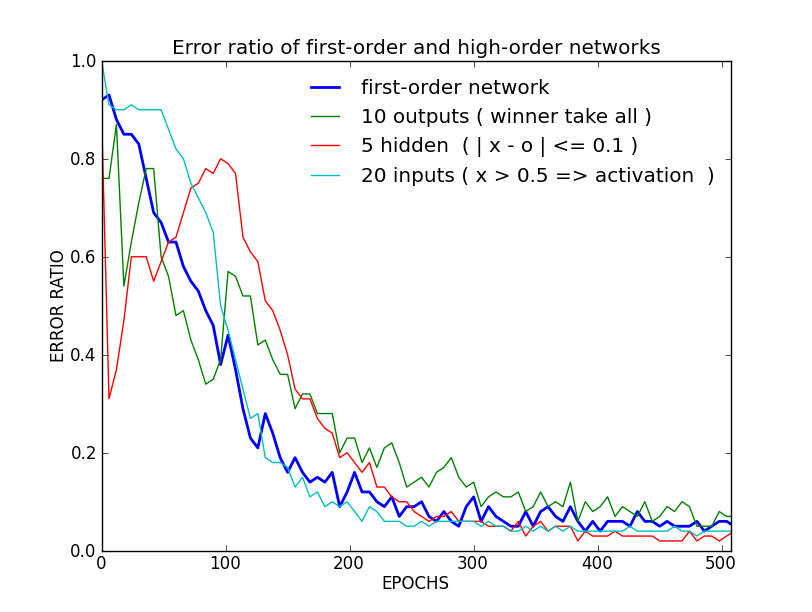 Error ratio of first-order and high-order networks
1.0
0.8
0.6
0.4
0.2
0.0
ERROR RATIO
first-order network
10 outputs ( winner take all )
5 hidden  ( | x - o | <= 0.1 )
20 inputs ( x > 0.5 => activation  )
0 100 200 300 400 500
EPOCHS